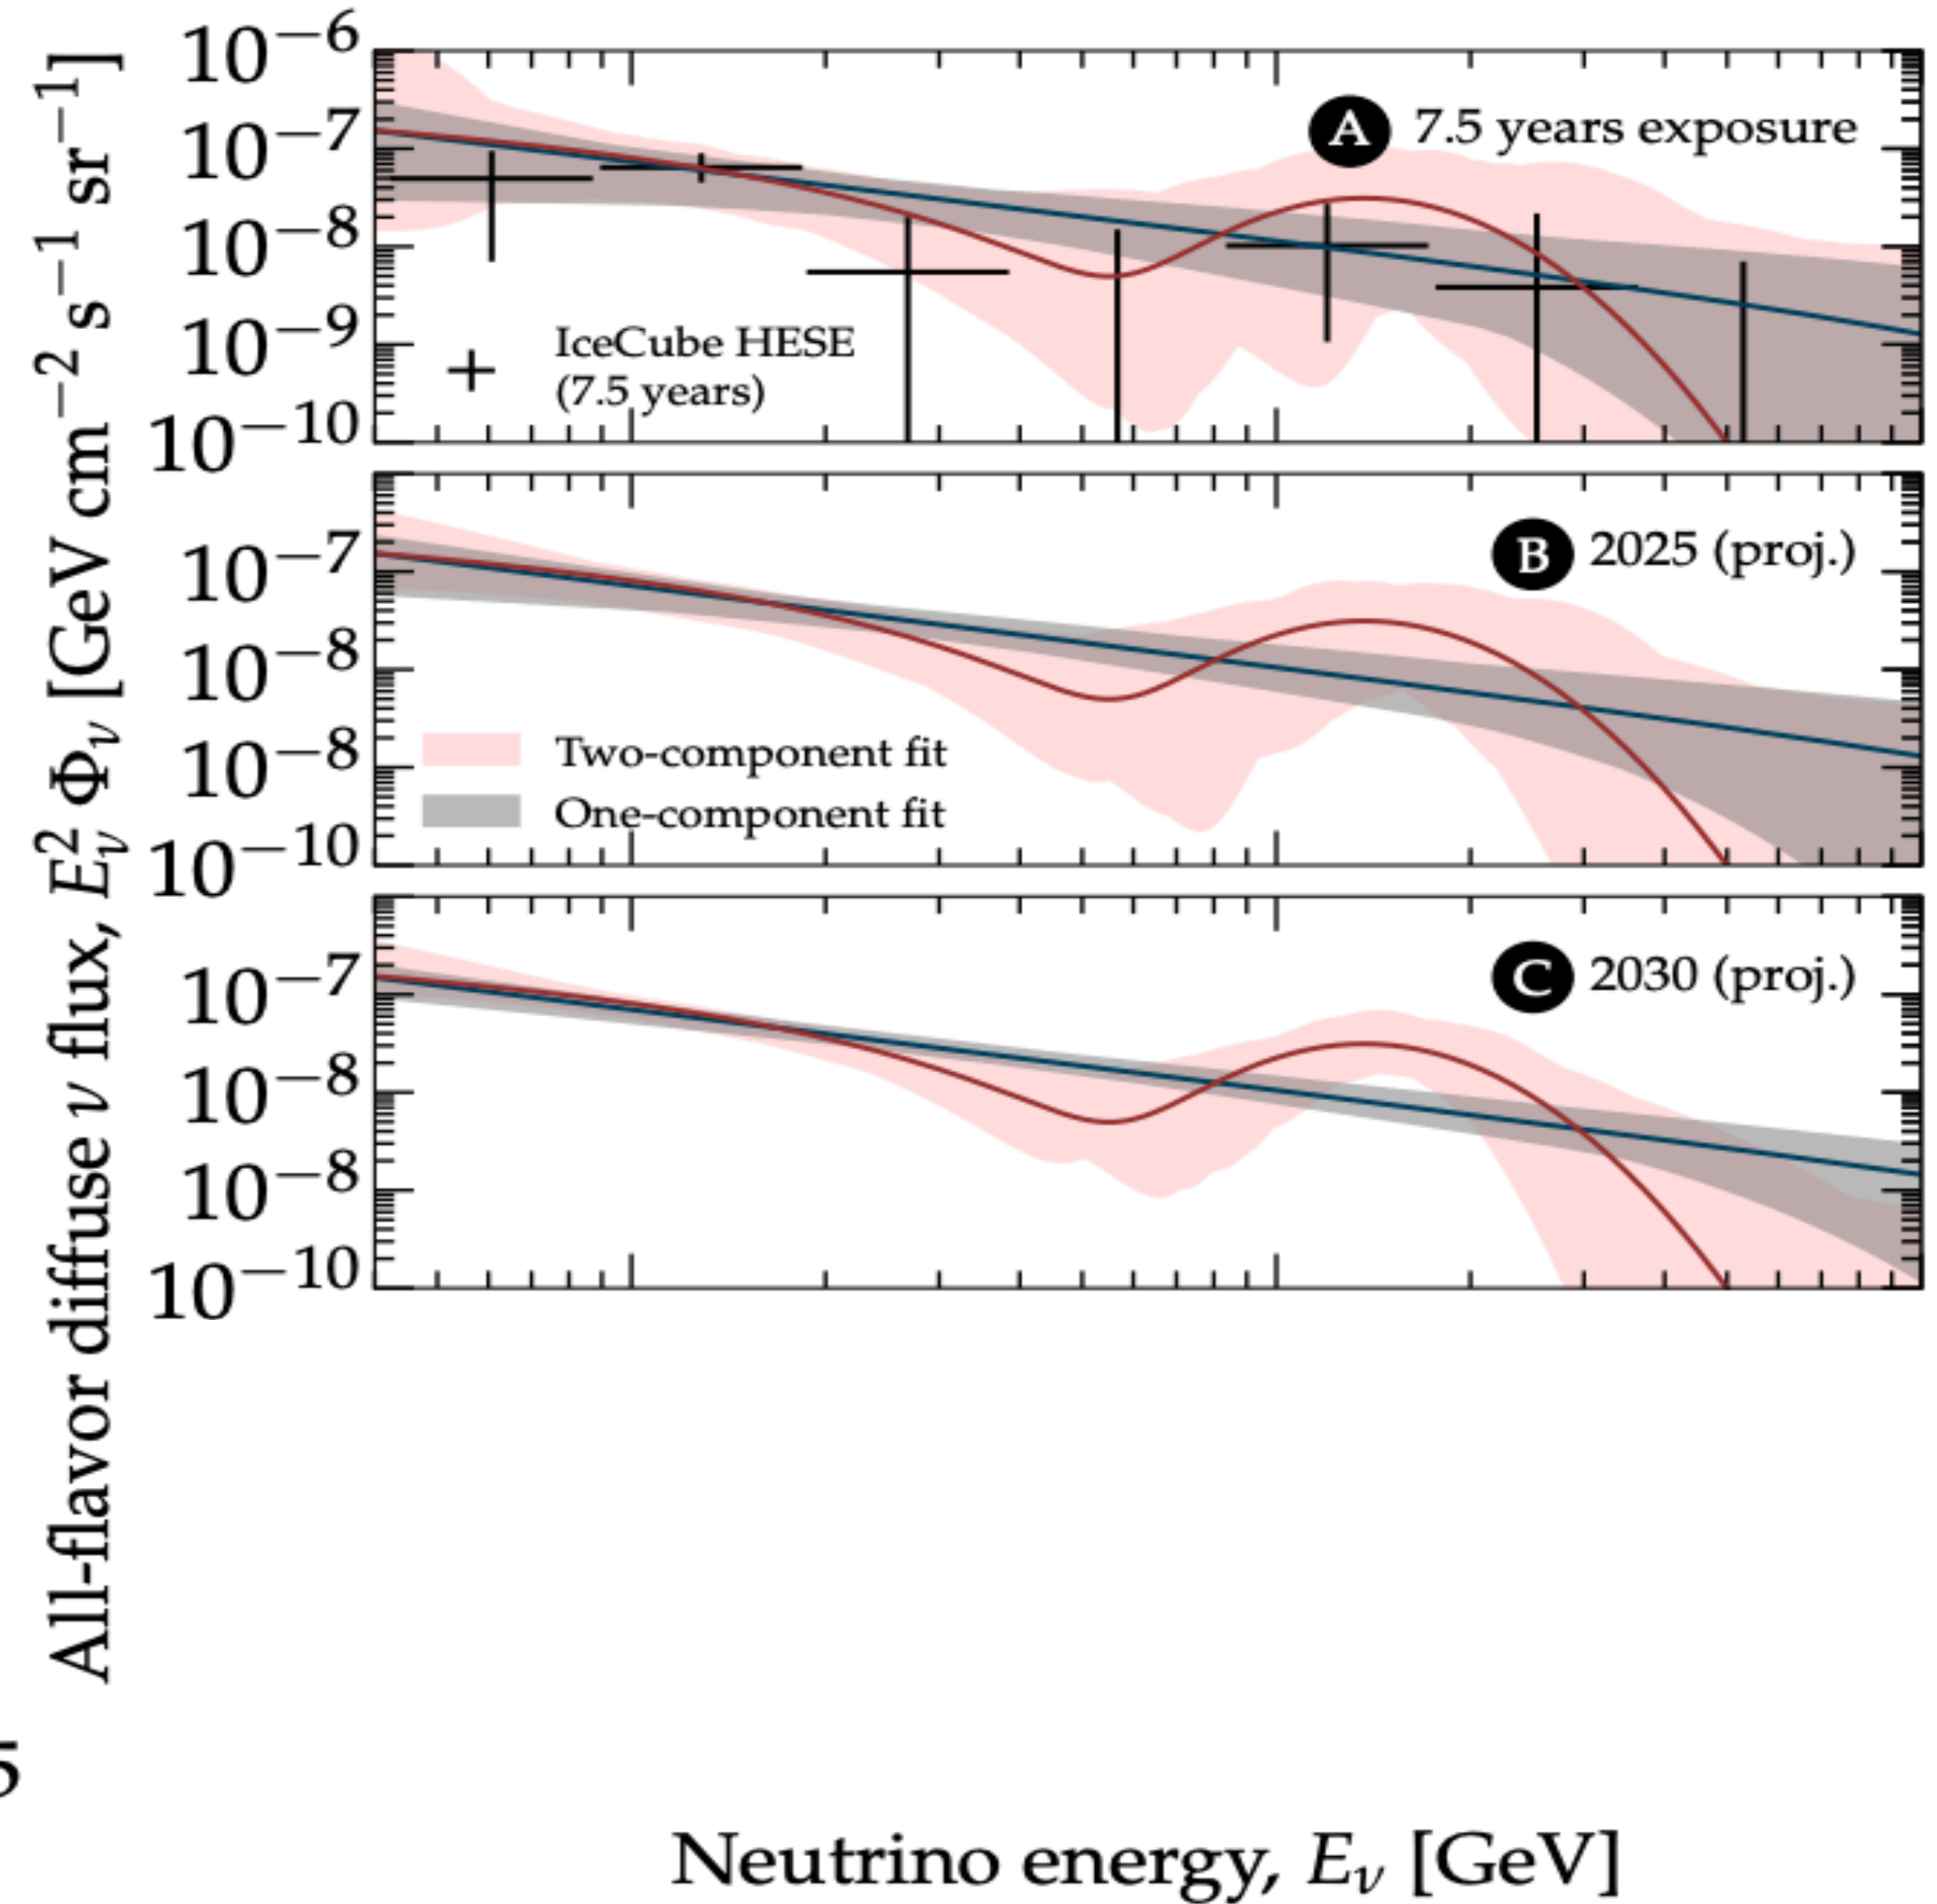 All-flavor diffuse ν flux, E²ᵥ Φᵥ [GeV cm⁻² s⁻¹ sr⁻¹]
10⁻⁶
10⁻⁷
10⁻⁸
10⁻⁹
10⁻¹⁰
A 7.5 years exposure
IceCube HESE
(7.5 years)
10⁻⁷
10⁻⁸
10⁻⁸
10⁻¹⁰
B 2025 (proj.)
Two-component fit
One-component fit
10⁻⁷
10⁻⁸
10⁻⁸
10⁻¹⁰
C 2030 (proj.)
Neutrino energy, Eᵥ [GeV]